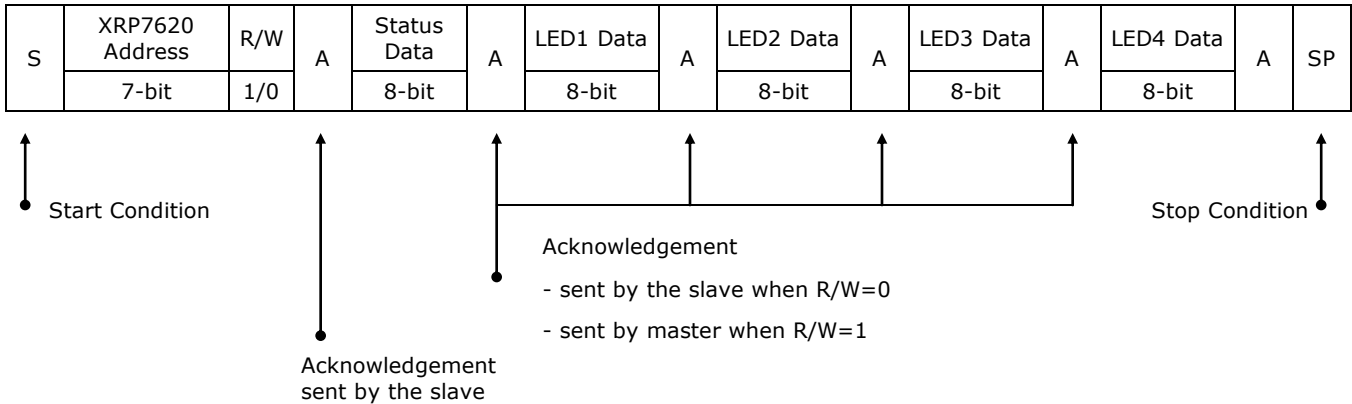 S
XRP7620
Address
7-bit
R/W
1/0
A
Status
Data
8-bit
A
LED1 Data
8-bit
A
LED2 Data
8-bit
A
LED3 Data
8-bit
A
LED4 Data
8-bit
A
SP
Start Condition
Stop Condition
Acknowledgement
- sent by the slave when R/W=0
- sent by master when R/W=1
Acknowledgement
sent by the slave